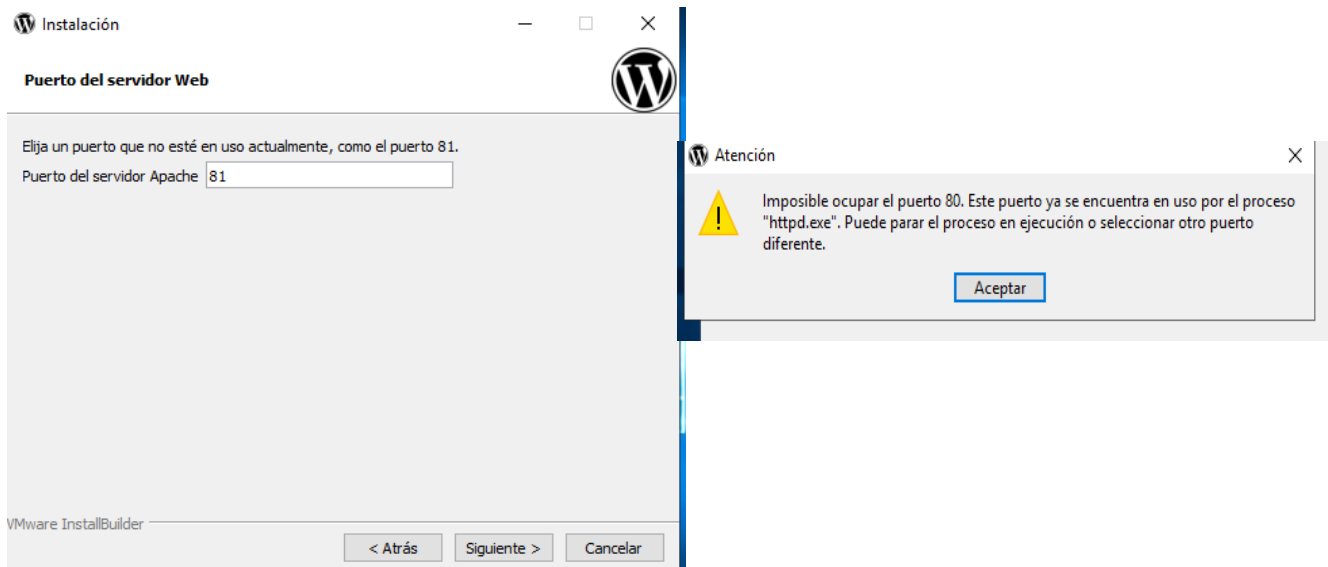 Instalación
Puerto del servidor Web
Elija un puerto que no esté en uso actualmente, como el puerto 81.
Puerto del servidor Apache 81
VMware InstallBuilder
< Atrás Siguiente > Cancelar
Atención
Imposible ocupar el puerto 80. Este puerto ya se encuentra en uso por el proceso
"httpd.exe". Puede parar el proceso en ejecución o seleccionar otro puerto
diferente.
Aceptar